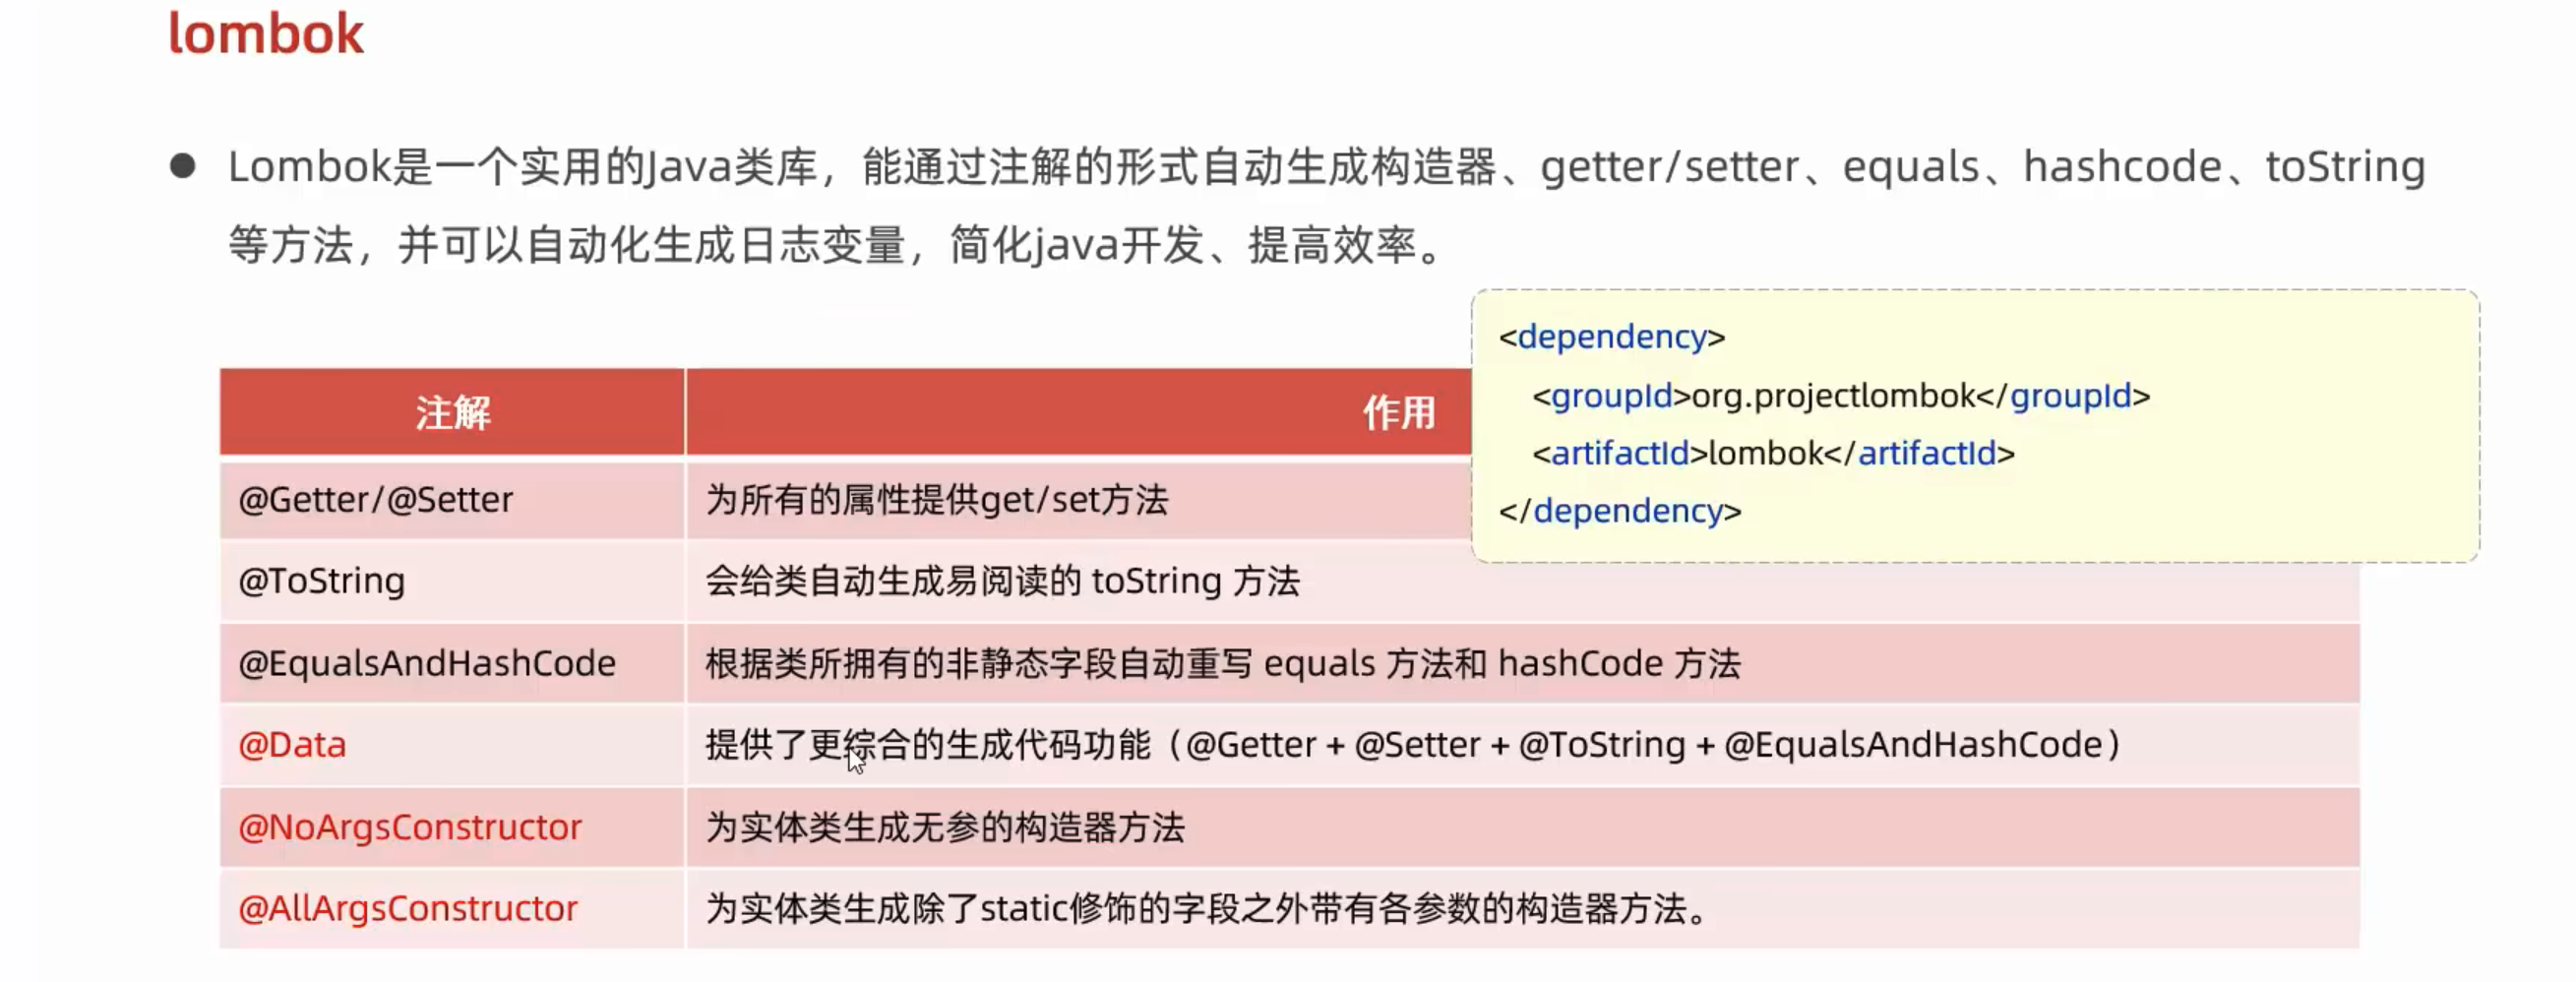 lombok
● Lombok是一个实用的Java类库，能通过注解的形式自动生成构造器、getter/setter、equals、hashcode、toString
等方法，并可以自动化生成日志变量，简化java开发、提高效率。
<dependency>
<groupId>org.projectlombok</groupId>
<artifactId>lombok</artifactId>
</dependency>
注解 作用
@Getter/@Setter 为所有的属性提供get/set方法
@ToString 会给类自动生成易阅读的 toString 方法
@EqualsAndHashCode 根据类所拥有的非静态字段自动重写 equals 方法和 hashCode 方法
@Data 提供了更综合的生成代码功能（@Getter + @Setter + @ToString + @EqualsAndHashCode）
@NoArgsConstructor 为实体类生成无参的构造器方法
@AllArgsConstructor 为实体类生成除了static修饰的字段之外带有各参数的构造器方法。